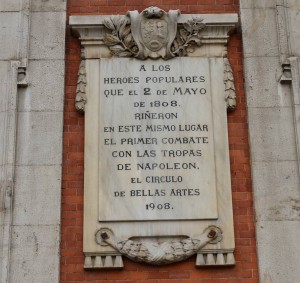 A LOS
HEROES POPULARES
QUE EL 2 DE MAYO
DE 1808,
RIÑERON
EN ESTE MISMO LUGAR
EL PRIMER COMBATE
CON LAS TROPAS
DE NAPOLEON,
EL CIRCULO
DE BELLAS ARTES
1908.